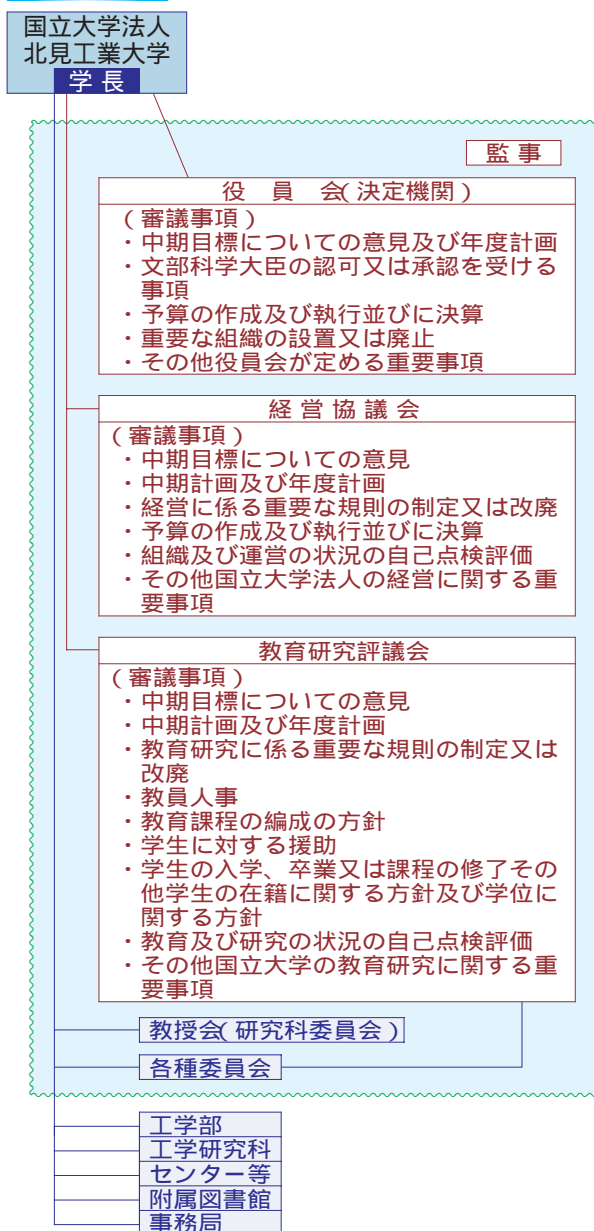 国立大学法人
北見工業大学
学長
監事
役員会(決定機関)
(審議事項)
・中期目標についての意見及び年度計画
・文部科学大臣の認可又は承認を受ける
事項
・予算の作成及び執行並びに決算
・重要な組織の設置又は廃止
・その他役員会が定める重要事項
経営協議会
(審議事項)
・中期目標についての意見
・中期計画及び年度計画
・経営に係る重要な規則の制定又は改廃
・予算の作成及び執行並びに決算
・組織及び運営の状況の自己点検評価
・その他国立大学法人の経営に関する重
要事項
教育研究評議会
(審議事項)
・中期目標についての意見
・中期計画及び年度計画
・教育研究に係る重要な規則の制定又は
改廃
・教員人事
・教育課程の編成の方針
・学生に対する援助
・学生の入学、卒業又は課程の修了その
他学生の在籍に関する方針及び学位に
関する方針
・教育及び研究の状況の自己点検評価
・その他国立大学の教育研究に関する重
要事項
教授会(研究科委員会)
各種委員会
工学部
工学研究科
センター等
附属図書館
事務局